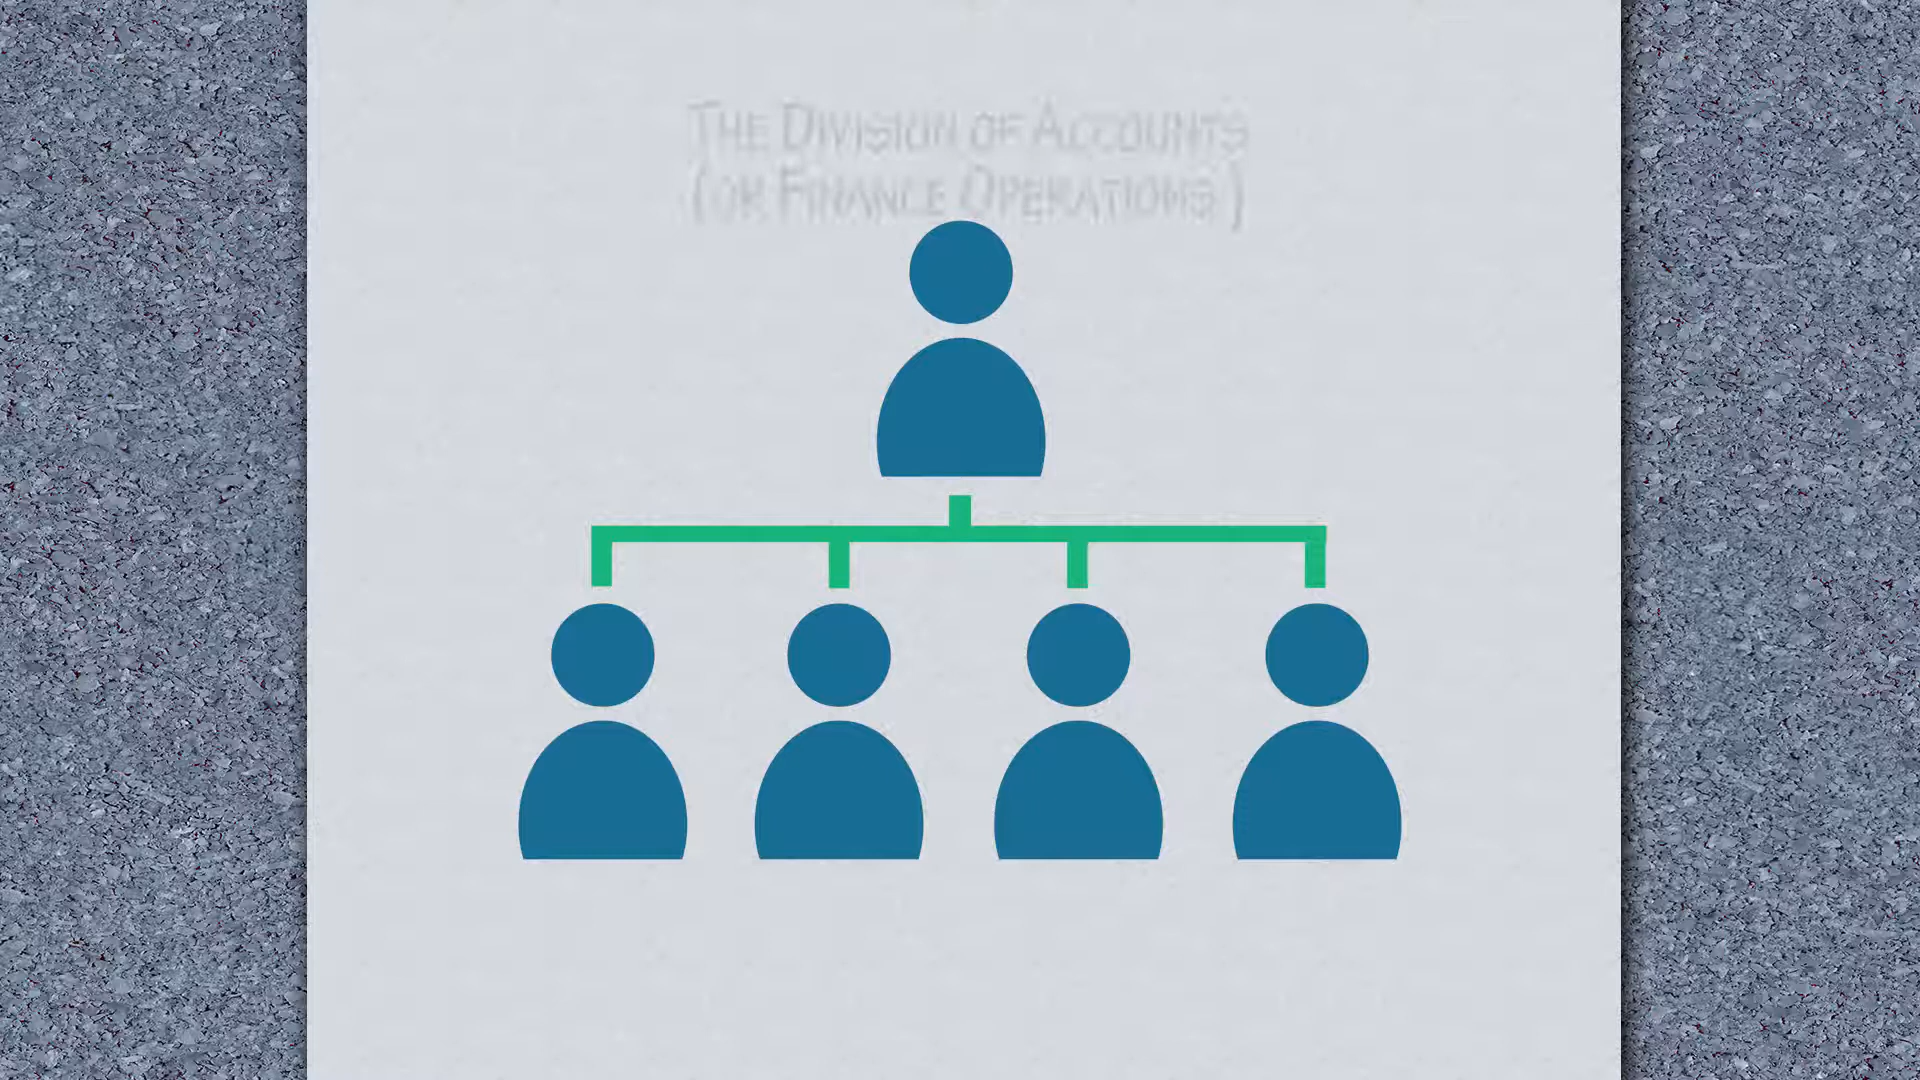 The Division of Accounts
(or Finance Operations )